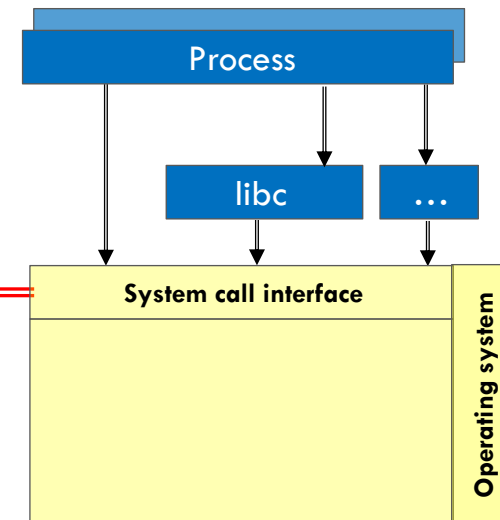 Process
libc
...
System call interface
Operating system